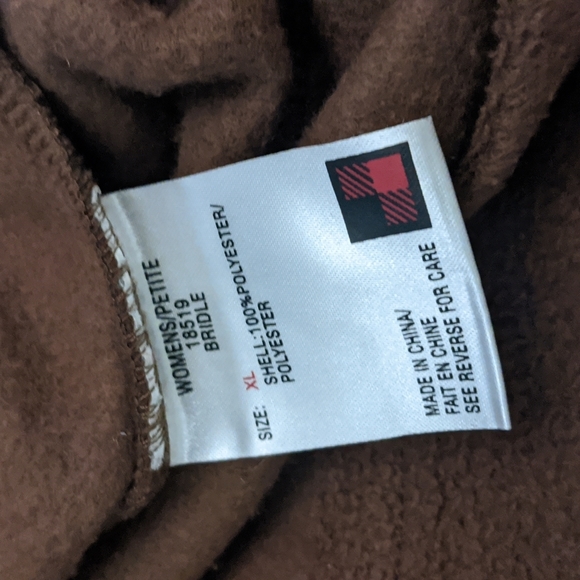 WOMENS/PETITE
18519
BRIDLE
SIZE: XL
SHELL:100%POLYESTER/
POLYESTER
MADE IN CHINA/
FAIT EN CHINE
SEE REVERSE FOR CARE